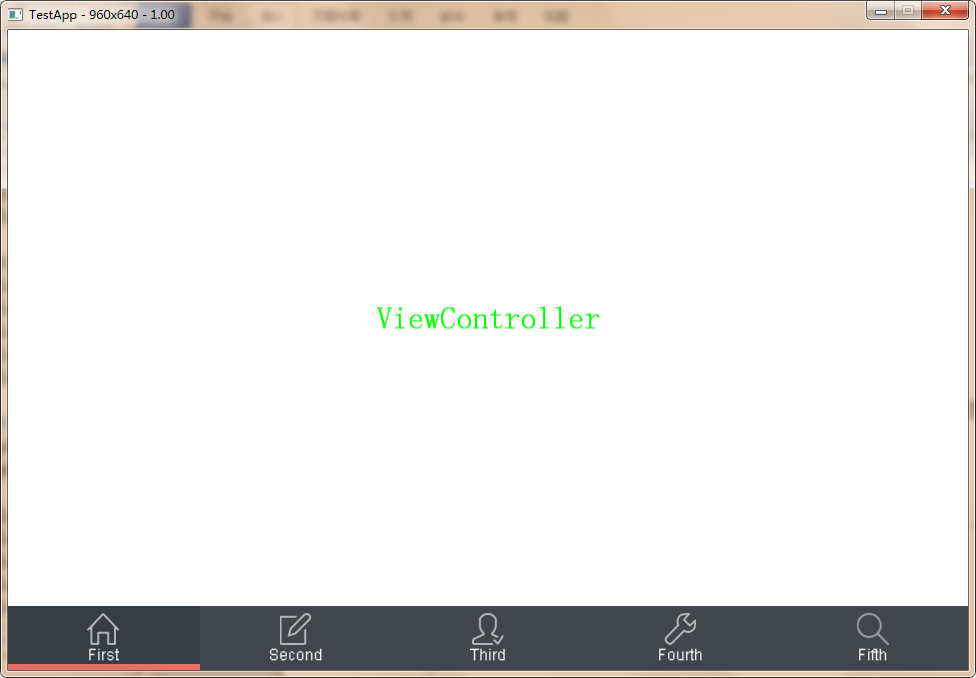 TestApp - 960x640 - 1.00
ViewController
First
Second
Third
Fourth
Fifth